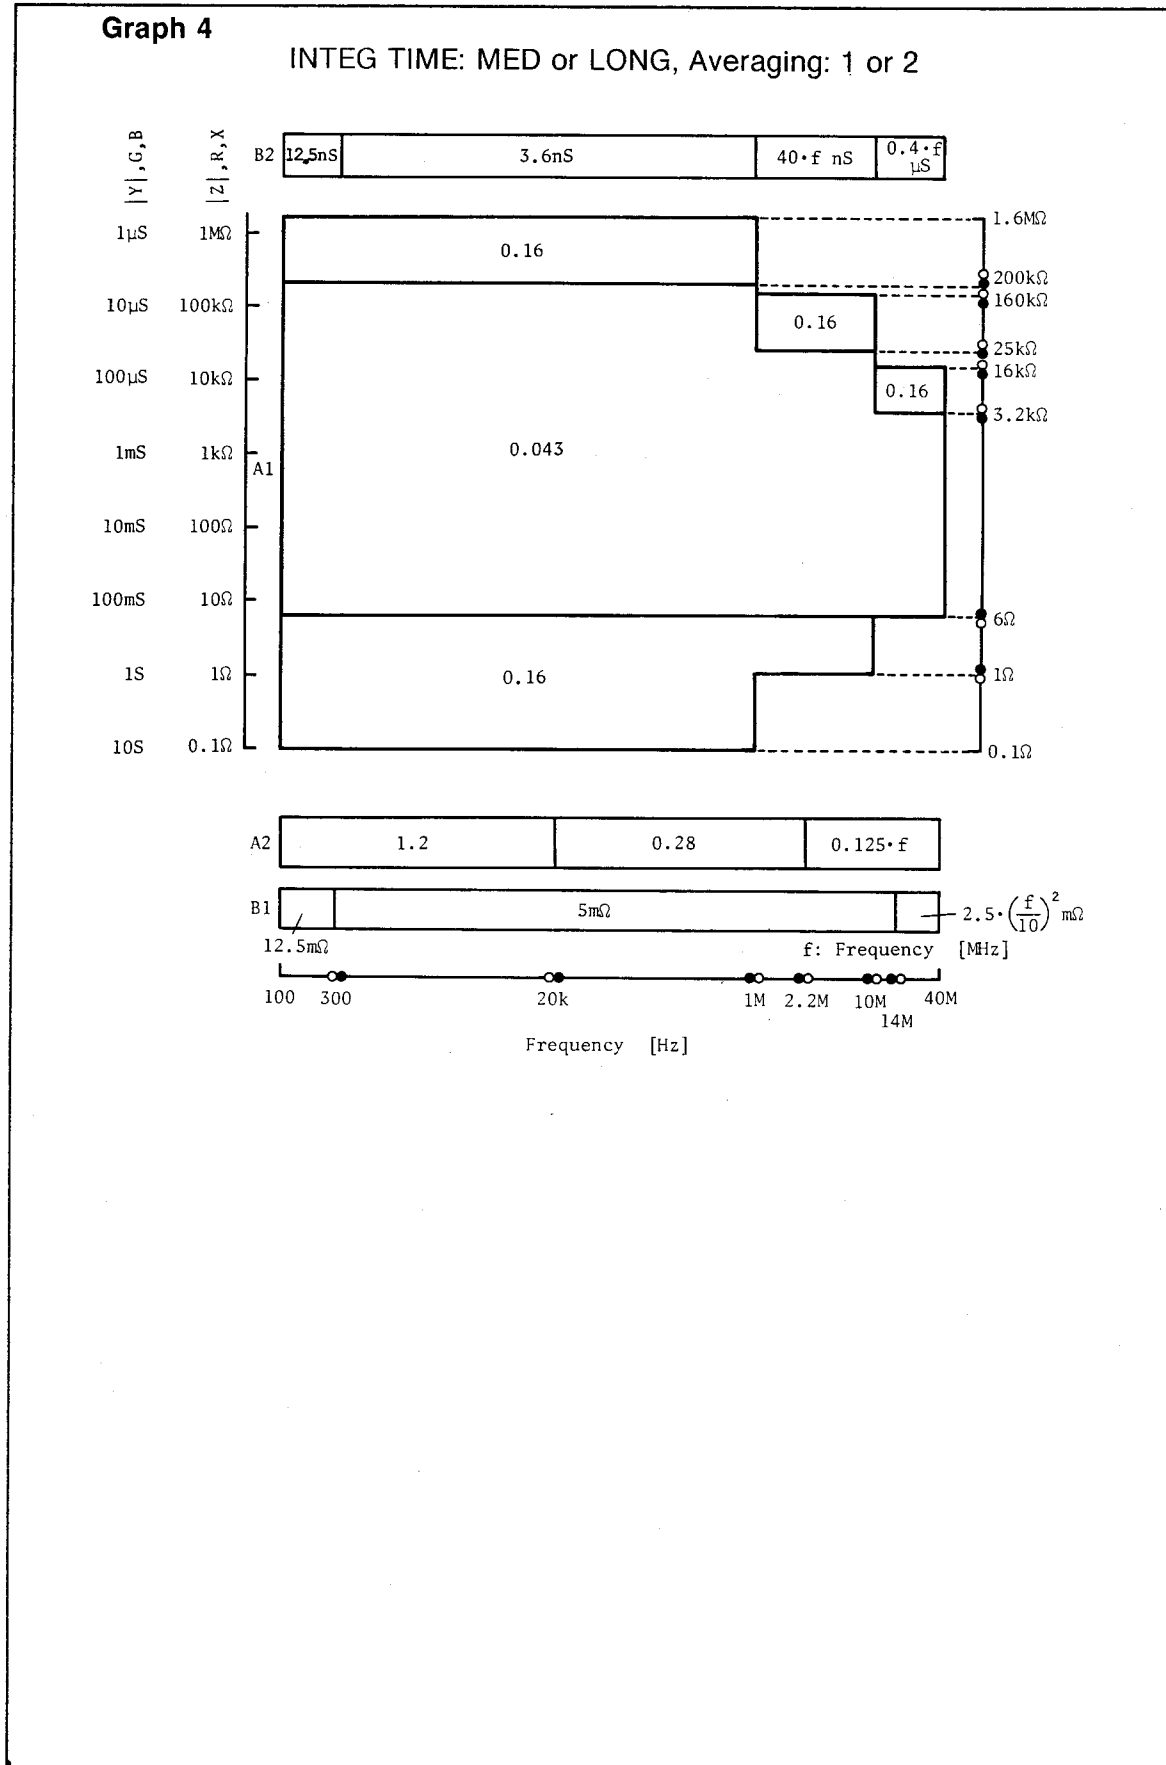 Graph 4
INTEG TIME: MED or LONG, Averaging: 1 or 2
|Y|,G,B
|Z|,R,X
B2 12.5nS 3.6nS 40·f nS 0.4·f μS
1μS 1MΩ
10μS 100kΩ
100μS 10kΩ
1mS 1kΩ
10mS 100Ω
100mS 10Ω
1S 1Ω
10S 0.1Ω
A1
0.16
0.16
0.16
0.043
0.16
1.6MΩ
200kΩ
160kΩ
25kΩ
16kΩ
3.2kΩ
6Ω
1Ω
0.1Ω
A2 1.2 0.28 0.125·f
B1 5mΩ 2.5·(f/10)² mΩ
12.5mΩ
f: Frequency [MHz]
100 300 20k 1M 2.2M 10M 14M 40M
Frequency [Hz]